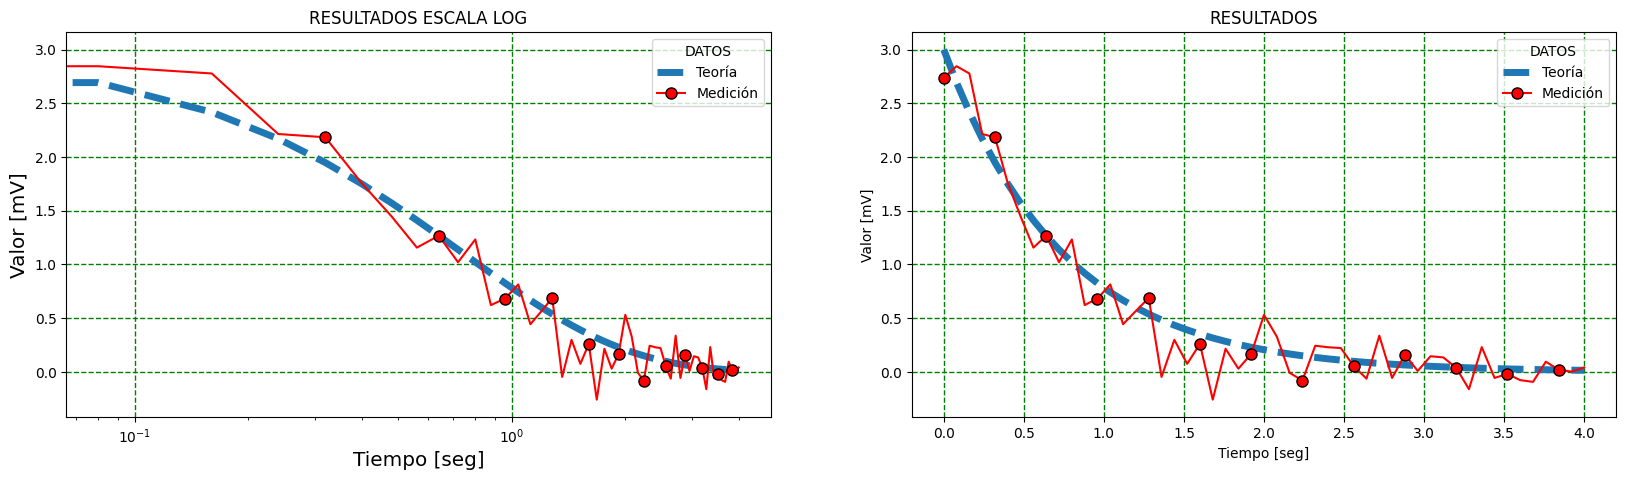 RESULTADOS ESCALA LOG
3.0
2.5
2.0
1.5
1.0
0.5
0.0
Valor [mV]
DATOS
Teoría
Medición
10⁻¹
10⁰
Tiempo [seg]
RESULTADOS
3.0
2.5
2.0
1.5
1.0
0.5
0.0
Valor [mV]
DATOS
Teoría
Medición
0.0 0.5 1.0 1.5 2.0 2.5 3.0 3.5 4.0
Tiempo [seg]